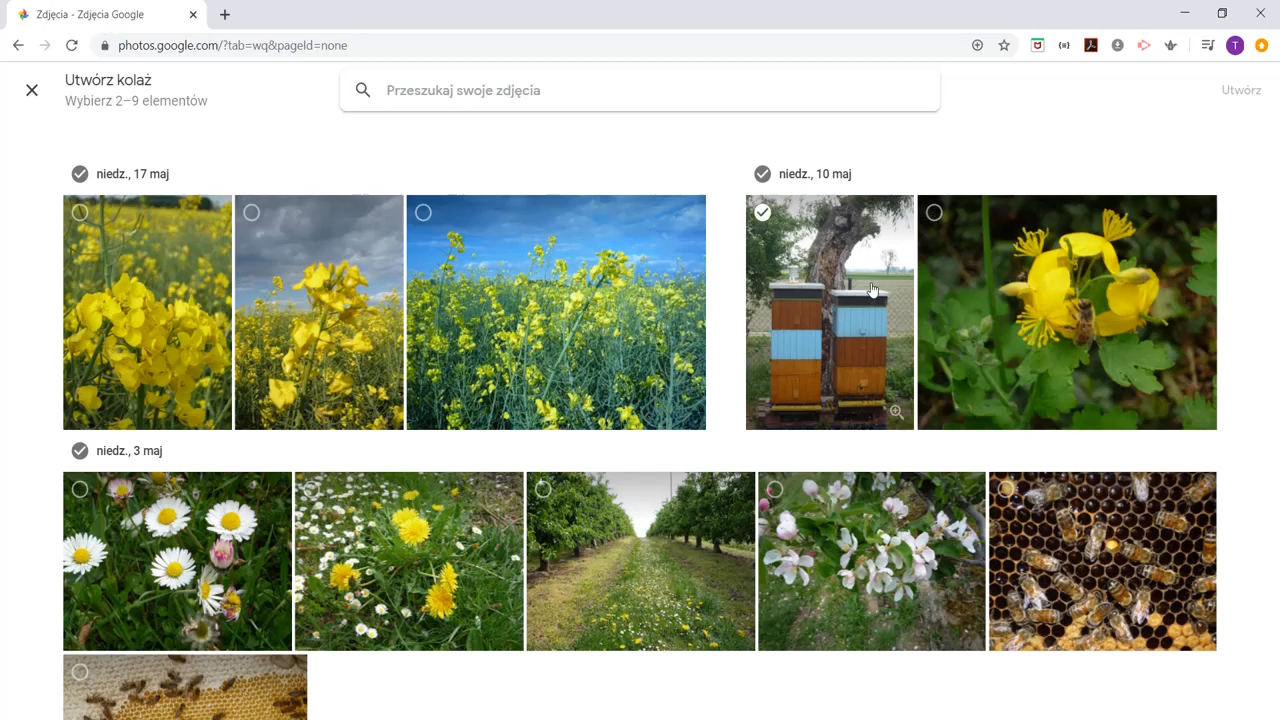 Zdjęcia - Zdjęcia Google
photos.google.com/?tab=wq&pageId=none
T
Utwórz kolaż
Wybierz 2–9 elementów
Przeszukaj swoje zdjęcia
Utwórz
niedz., 17 maj
niedz., 10 maj
niedz., 3 maj